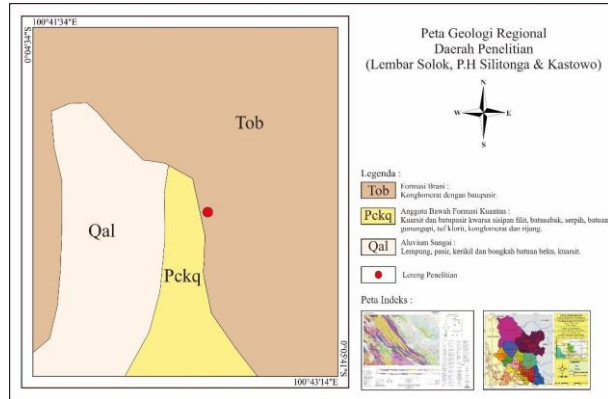 100°41'34"E
0°04'34"S
Tob
Qal
Pckq
0°05'41"S
100°43'14"E
Peta Geologi Regional
Daerah Penelitian
(Lembar Solok, P.H Silitonga & Kastowo)
N
W E
S
Legenda :
Tob
Formasi Brani :
Konglomerat dengan batupasir.
Pckq
Anggota Bawah Formasi Kuantan :
Kuarsit dan batupasir kwarsa sisipan filit, batusabak, serpih, batuan
gunungapi, tuf klorit, konglomerat dan rijang.
Qal
Aluvium Sungai :
Lempung, pasir, kerikil dan bongkah batuan beku, kuarsit.
Lereng Penelitian
Peta Indeks :